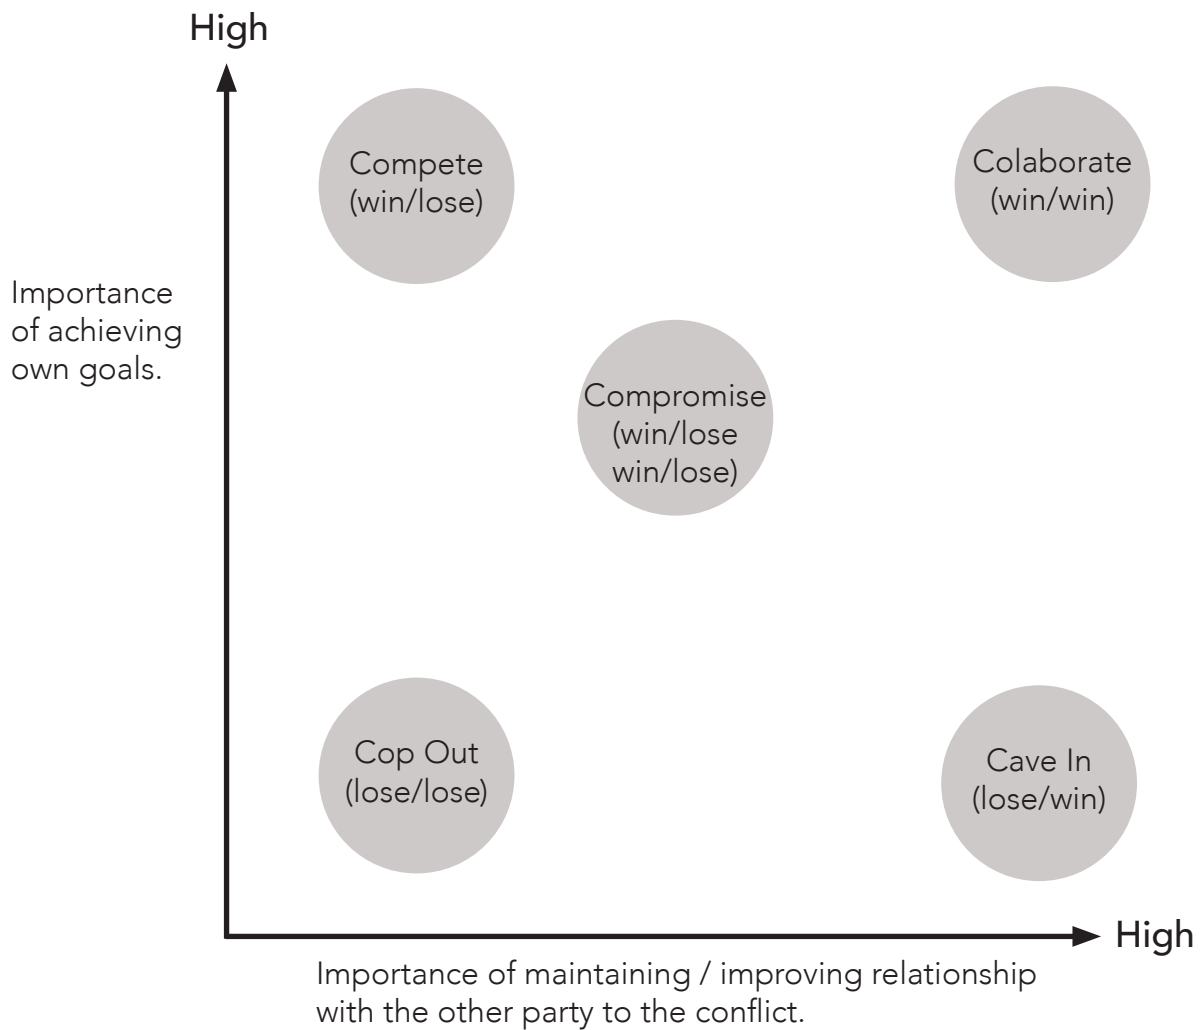 High
Compete
(win/lose)
Colaborate
(win/win)
Importance
of achieving
own goals.
Compromise
(win/lose
win/lose)
Cop Out
(lose/lose)
Cave In
(lose/win)
High
Importance of maintaining / improving relationship
with the other party to the conflict.